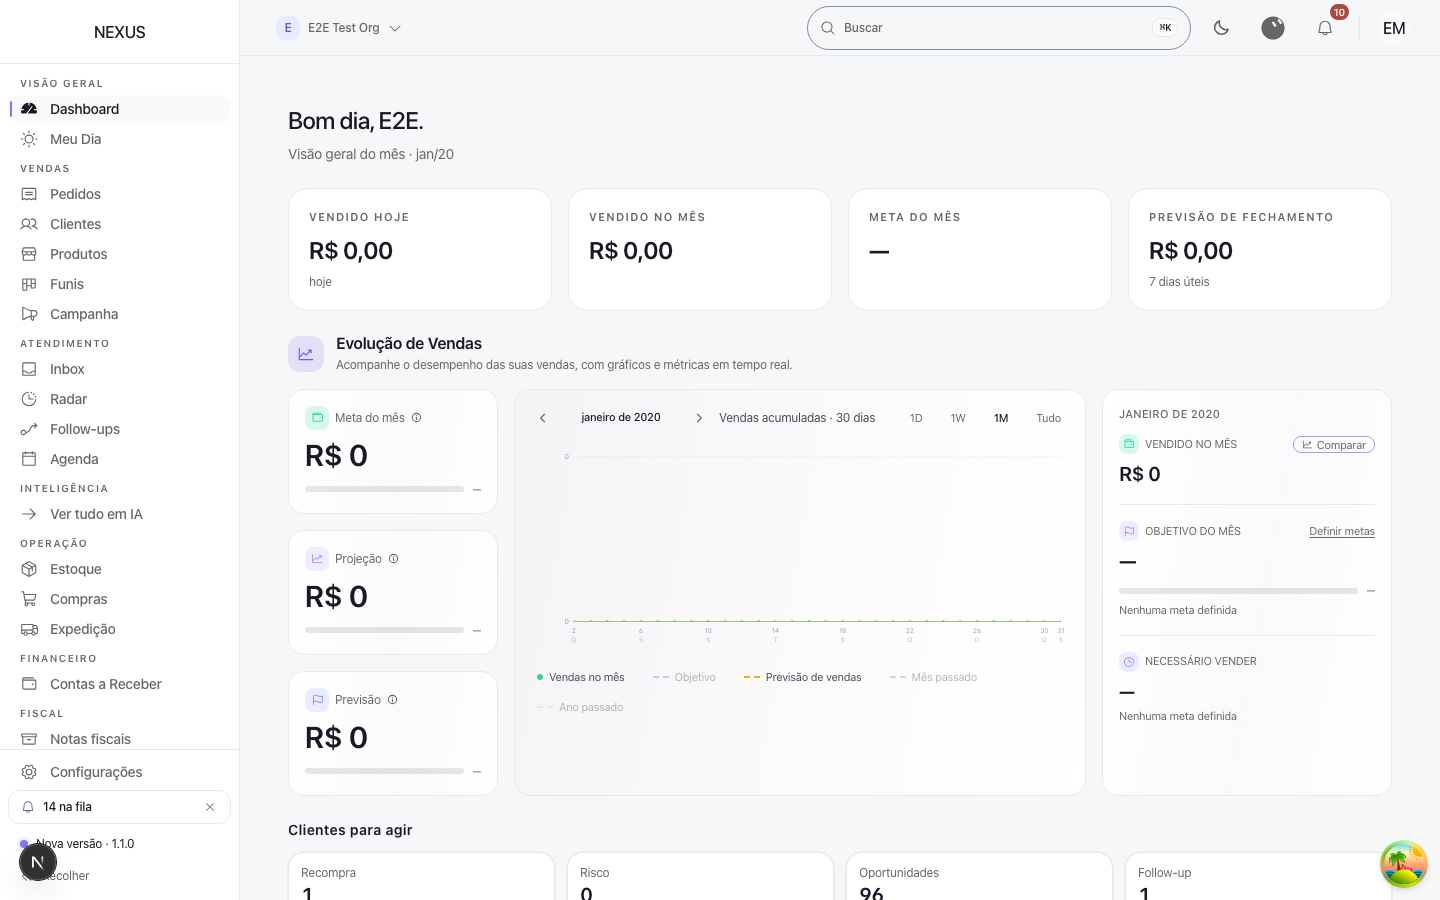 NEXUS
VISÃO GERAL
Dashboard
Meu Dia
VENDAS
Pedidos
Clientes
Produtos
Funis
Campanha
ATENDIMENTO
Inbox
Radar
Follow-ups
Agenda
INTELIGÊNCIA
Ver tudo em IA
OPERAÇÃO
Estoque
Compras
Expedição
FINANCEIRO
Contas a Receber
FISCAL
Notas fiscais
Configurações
14 na fila
Nova versão · 1.1.0
N
E E2E Test Org
Buscar ⌘K
10
EM
Bom dia, E2E.
Visão geral do mês · jan/20
VENDIDO HOJE
R$ 0,00
hoje
VENDIDO NO MÊS
R$ 0,00
META DO MÊS
—
PREVISÃO DE FECHAMENTO
R$ 0,00
7 dias úteis
Evolução de Vendas
Acompanhe o desempenho das suas vendas, com gráficos e métricas em tempo real.
Meta do mês
R$ 0
—
Projeção
R$ 0
—
Previsão
R$ 0
—
janeiro de 2020 Vendas acumuladas · 30 dias 1D 1W 1M Tudo
0
0
2 6 10 14 18 22 26 30 31
Q S S T S Q D Q S
Vendas no mês Objetivo Previsão de vendas Mês passado
Ano passado
JANEIRO DE 2020
VENDIDO NO MÊS Comparar
R$ 0
OBJETIVO DO MÊS Definir metas
—
—
Nenhuma meta definida
NECESSÁRIO VENDER
—
Nenhuma meta definida
Clientes para agir
Recompra
1
Risco
0
Oportunidades
96
Follow-up
1